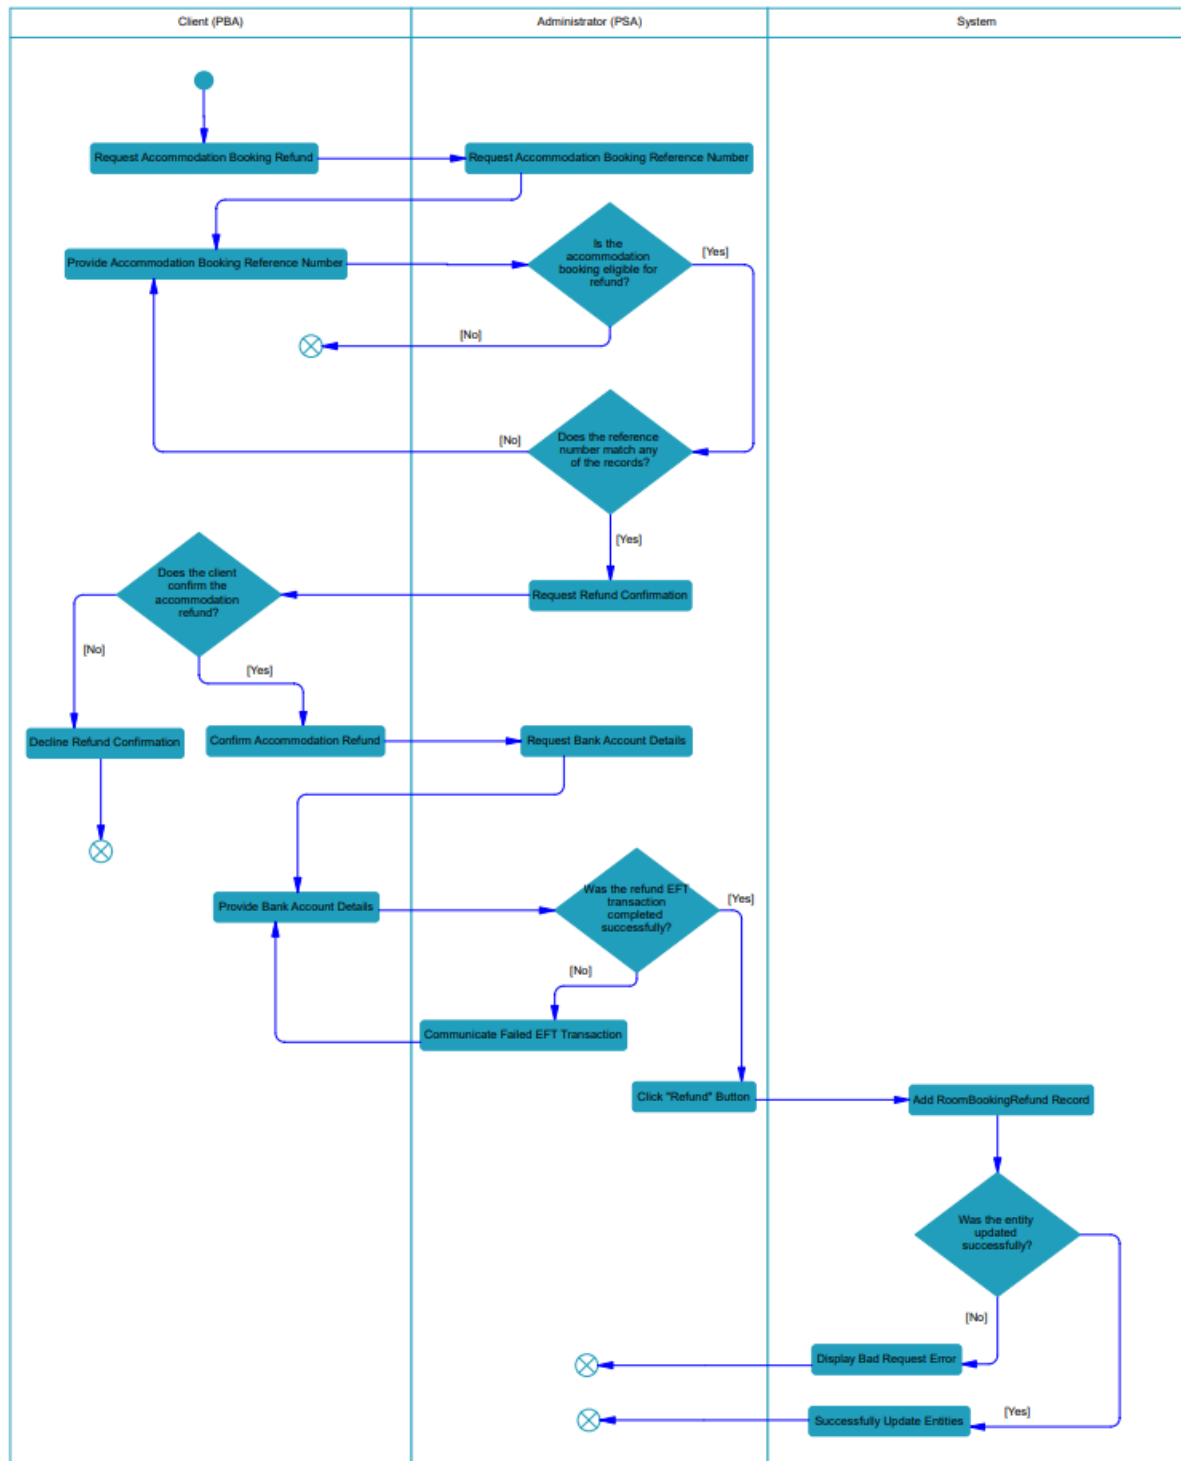 Client (PBA)
Administrator (PSA)
System
Request Accommodation Booking Refund
Request Accommodation Booking Reference Number
Is the
accommodation
booking eligible for
refund?
[Yes]
Provide Accommodation Booking Reference Number
[No]
Does the reference
number match any
of the records?
[No]
[Yes]
Does the client
confirm the
accommodation
refund?
Request Refund Confirmation
[No]
[Yes]
Decline Refund Confirmation
Confirm Accommodation Refund
Request Bank Account Details
Was the refund EFT
transaction
completed
successfully?
[Yes]
Provide Bank Account Details
[No]
Communicate Failed EFT Transaction
Click "Refund" Button
Add RoomBookingRefund Record
Was the entity
updated
successfully?
[No]
Display Bad Request Error
[Yes]
Successfully Update Entities